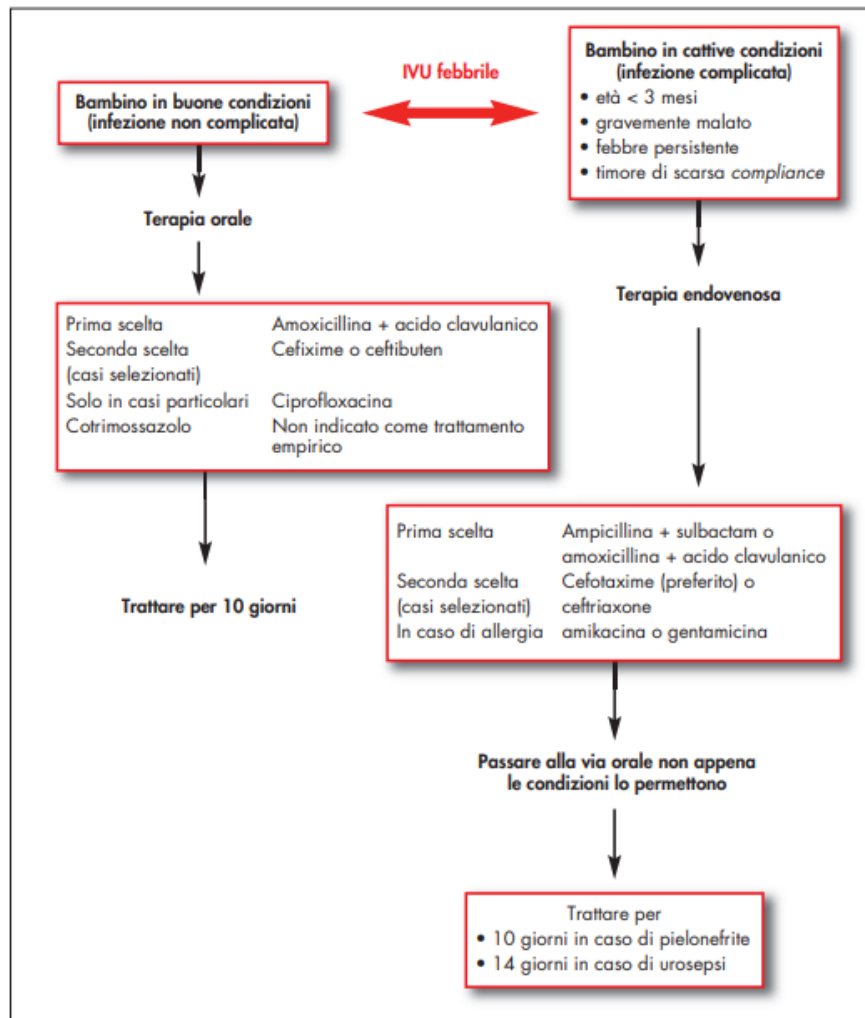 IVU febbrile
Bambino in buone condizioni
(infezione non complicata)
Terapia orale
Prima scelta Amoxicillina + acido clavulanico
Seconda scelta Cefixime o ceftibuten
(casi selezionati)
Solo in casi particolari Ciprofloxacina
Cotrimossazolo Non indicato come trattamento
empirico
Trattare per 10 giorni
Bambino in cattive condizioni
(infezione complicata)
• età < 3 mesi
• gravemente malato
• febbre persistente
• timore di scarsa compliance
Terapia endovenosa
Prima scelta Ampicillina + sulbactam o
amoxicillina + acido clavulanico
Seconda scelta Cefotaxime (preferito) o
(casi selezionati) ceftriaxone
In caso di allergia amikacina o gentamicina
Passare alla via orale non appena
le condizioni lo permettono
Trattare per
• 10 giorni in caso di pielonefrite
• 14 giorni in caso di urosepsi